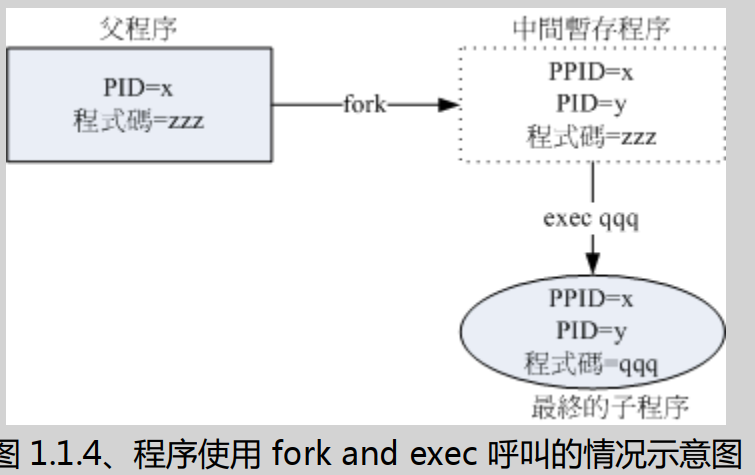 父程序
PID=x
程式碼=zzz
fork
中間暫存程序
PPID=x
PID=y
程式碼=zzz
exec qqq
PPID=x
PID=y
程式碼=qqq
最終的子程序
图 1.1.4、程序使用 fork and exec 呼叫的情况示意图